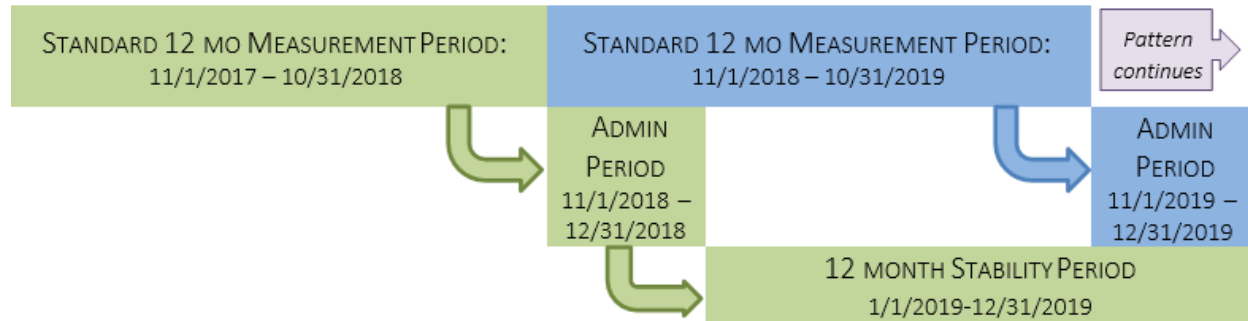 STANDARD 12 MO MEASUREMENT PERIOD:
11/1/2017 – 10/31/2018
STANDARD 12 MO MEASUREMENT PERIOD:
11/1/2018 – 10/31/2019
Pattern
continues
ADMIN
PERIOD
11/1/2018 –
12/31/2018
ADMIN
PERIOD
11/1/2019 –
12/31/2019
12 MONTH STABILITY PERIOD
1/1/2019-12/31/2019